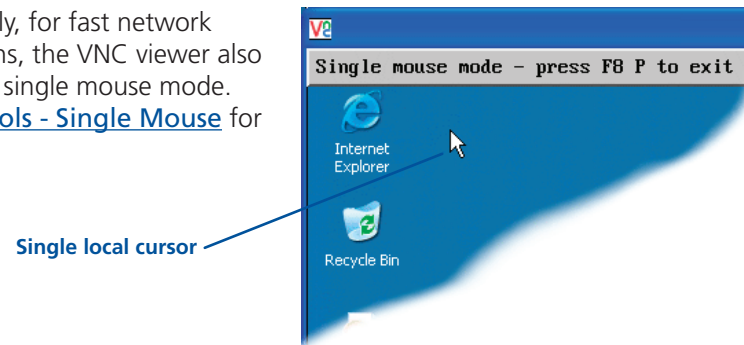 ly, for fast network
ns, the VNC viewer also
single mouse mode.
ols - Single Mouse for
Single local cursor
Single mouse mode - press F8 P to exit
Internet
Explorer
Recycle Bin